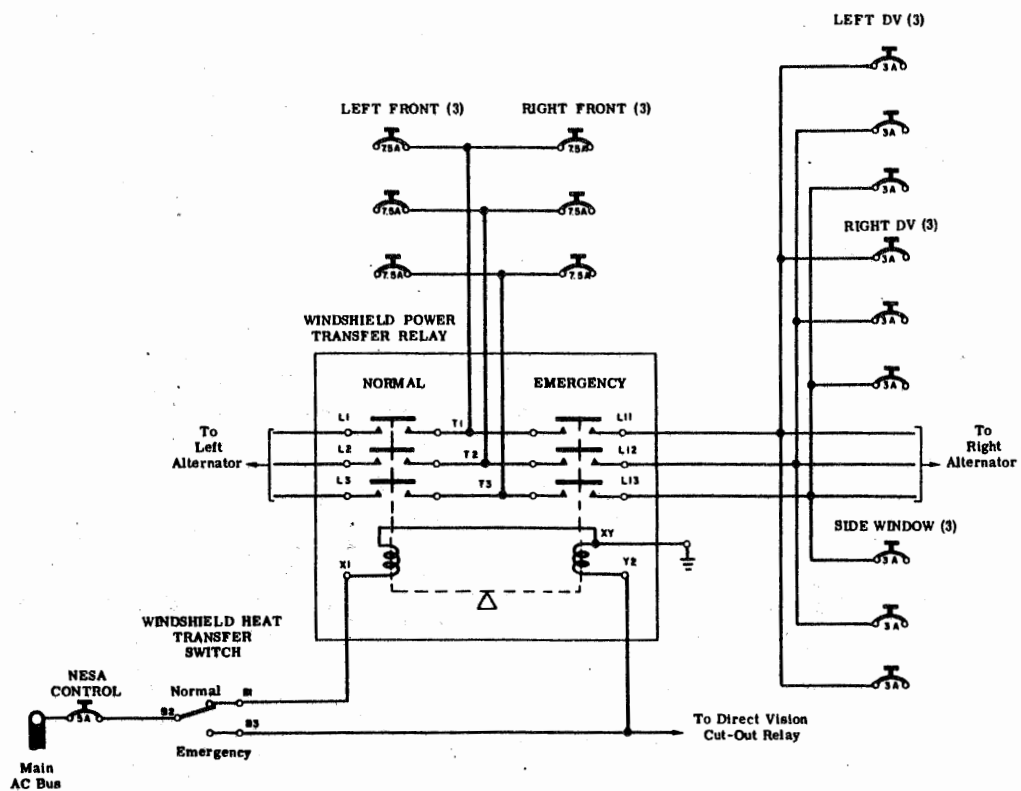 LEFT DV (3)
3A
LEFT FRONT (3)
RIGHT FRONT (3)
7.5A
7.5A
3A
7.5A
7.5A
3A
RIGHT DV (3)
3A
7.5A
7.5A
3A
WINDSHIELD POWER
TRANSFER RELAY
3A
NORMAL
EMERGENCY
L1
T1
L11
To
Left
Alternator
L2
T2
L12
To
Right
Alternator
L3
T3
L13
SIDE WINDOW (3)
XY
3A
X1
Y2
3A
WINDSHIELD HEAT
TRANSFER
SWITCH
NESA
CONTROL
5A
Normal
B1
B2
3A
B3
Emergency
To Direct Vision
Cut-Out Relay
Main
AC Bus